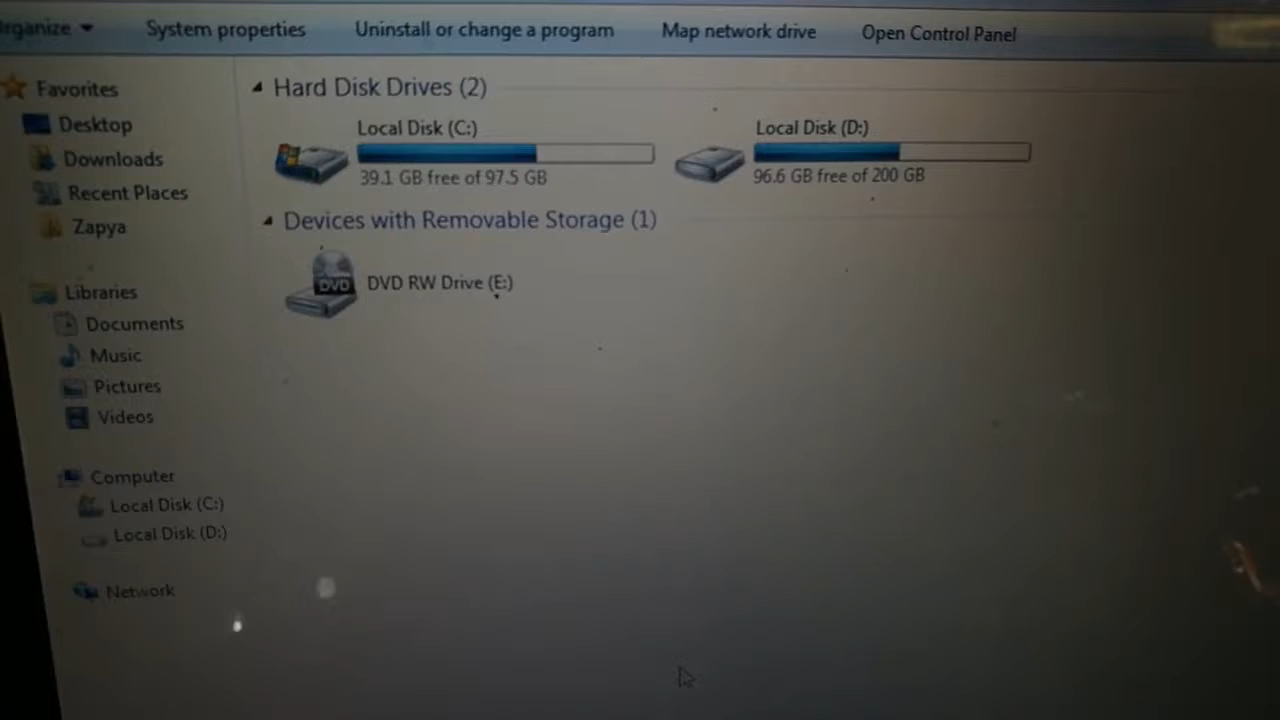 System properties Uninstall or change a program Map network drive Open Control Panel
Favorites
Desktop
Downloads
Recent Places
Zapya
Libraries
Documents
Music
Pictures
Videos
Computer
Local Disk (C:)
Local Disk (D:)
Network
Hard Disk Drives (2)
Local Disk (C:)
39.1 GB free of 97.5 GB
Local Disk (D:)
96.6 GB free of 200 GB
Devices with Removable Storage (1)
DVD
DVD RW Drive (E:)